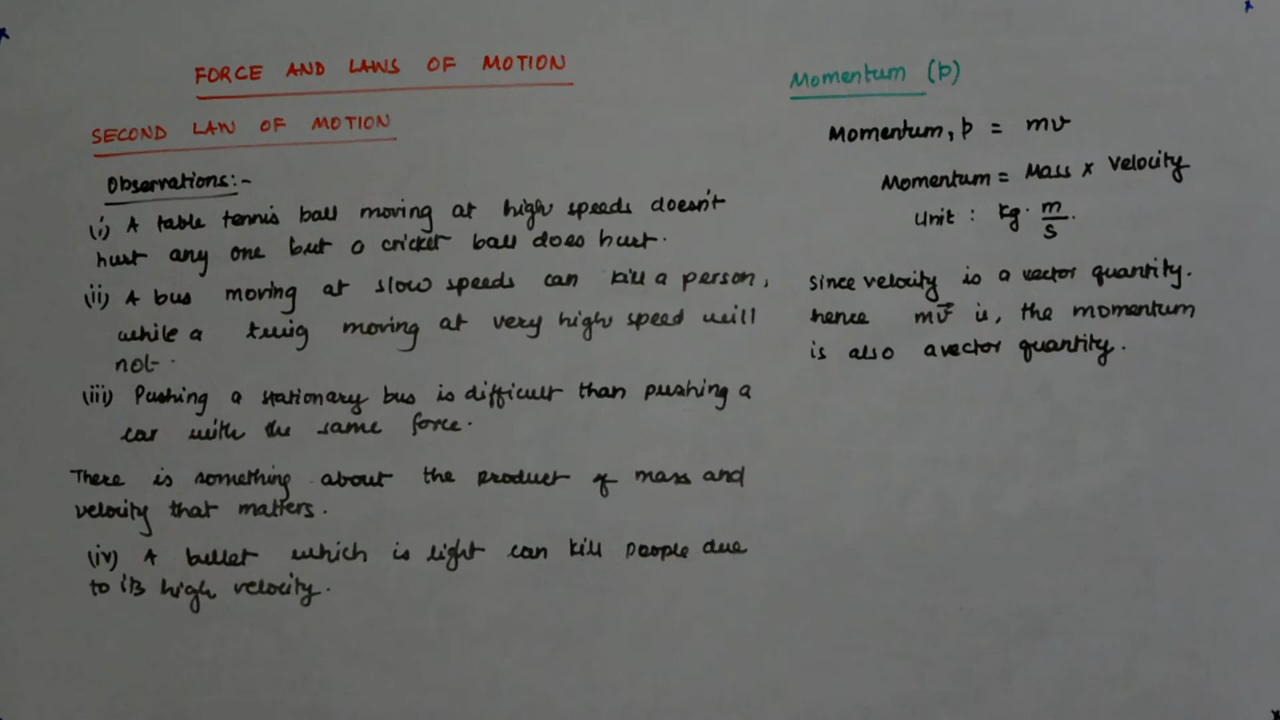 FORCE AND LAWS OF MOTION
SECOND LAW OF MOTION
Observations:-
(i) A table tennis ball moving at high speeds doesn't
hurt any one but a cricket ball does hurt.
(ii) A bus moving at slow speeds can kill a person,
while a twig moving at very high speed will
not.
(iii) Pushing a stationary bus is difficult than pushing a
car with the same force.
There is something about the product of mass and
velocity that matters.
(iv) A bullet which is light can kill people due
to its high velocity.
Momentum (p)
Momentum, p = mv
Momentum = Mass × Velocity
Unit : kg. m/s.
Since velocity is a vector quantity.
hence mv⃗ ie, the momentum
is also a vector quantity.